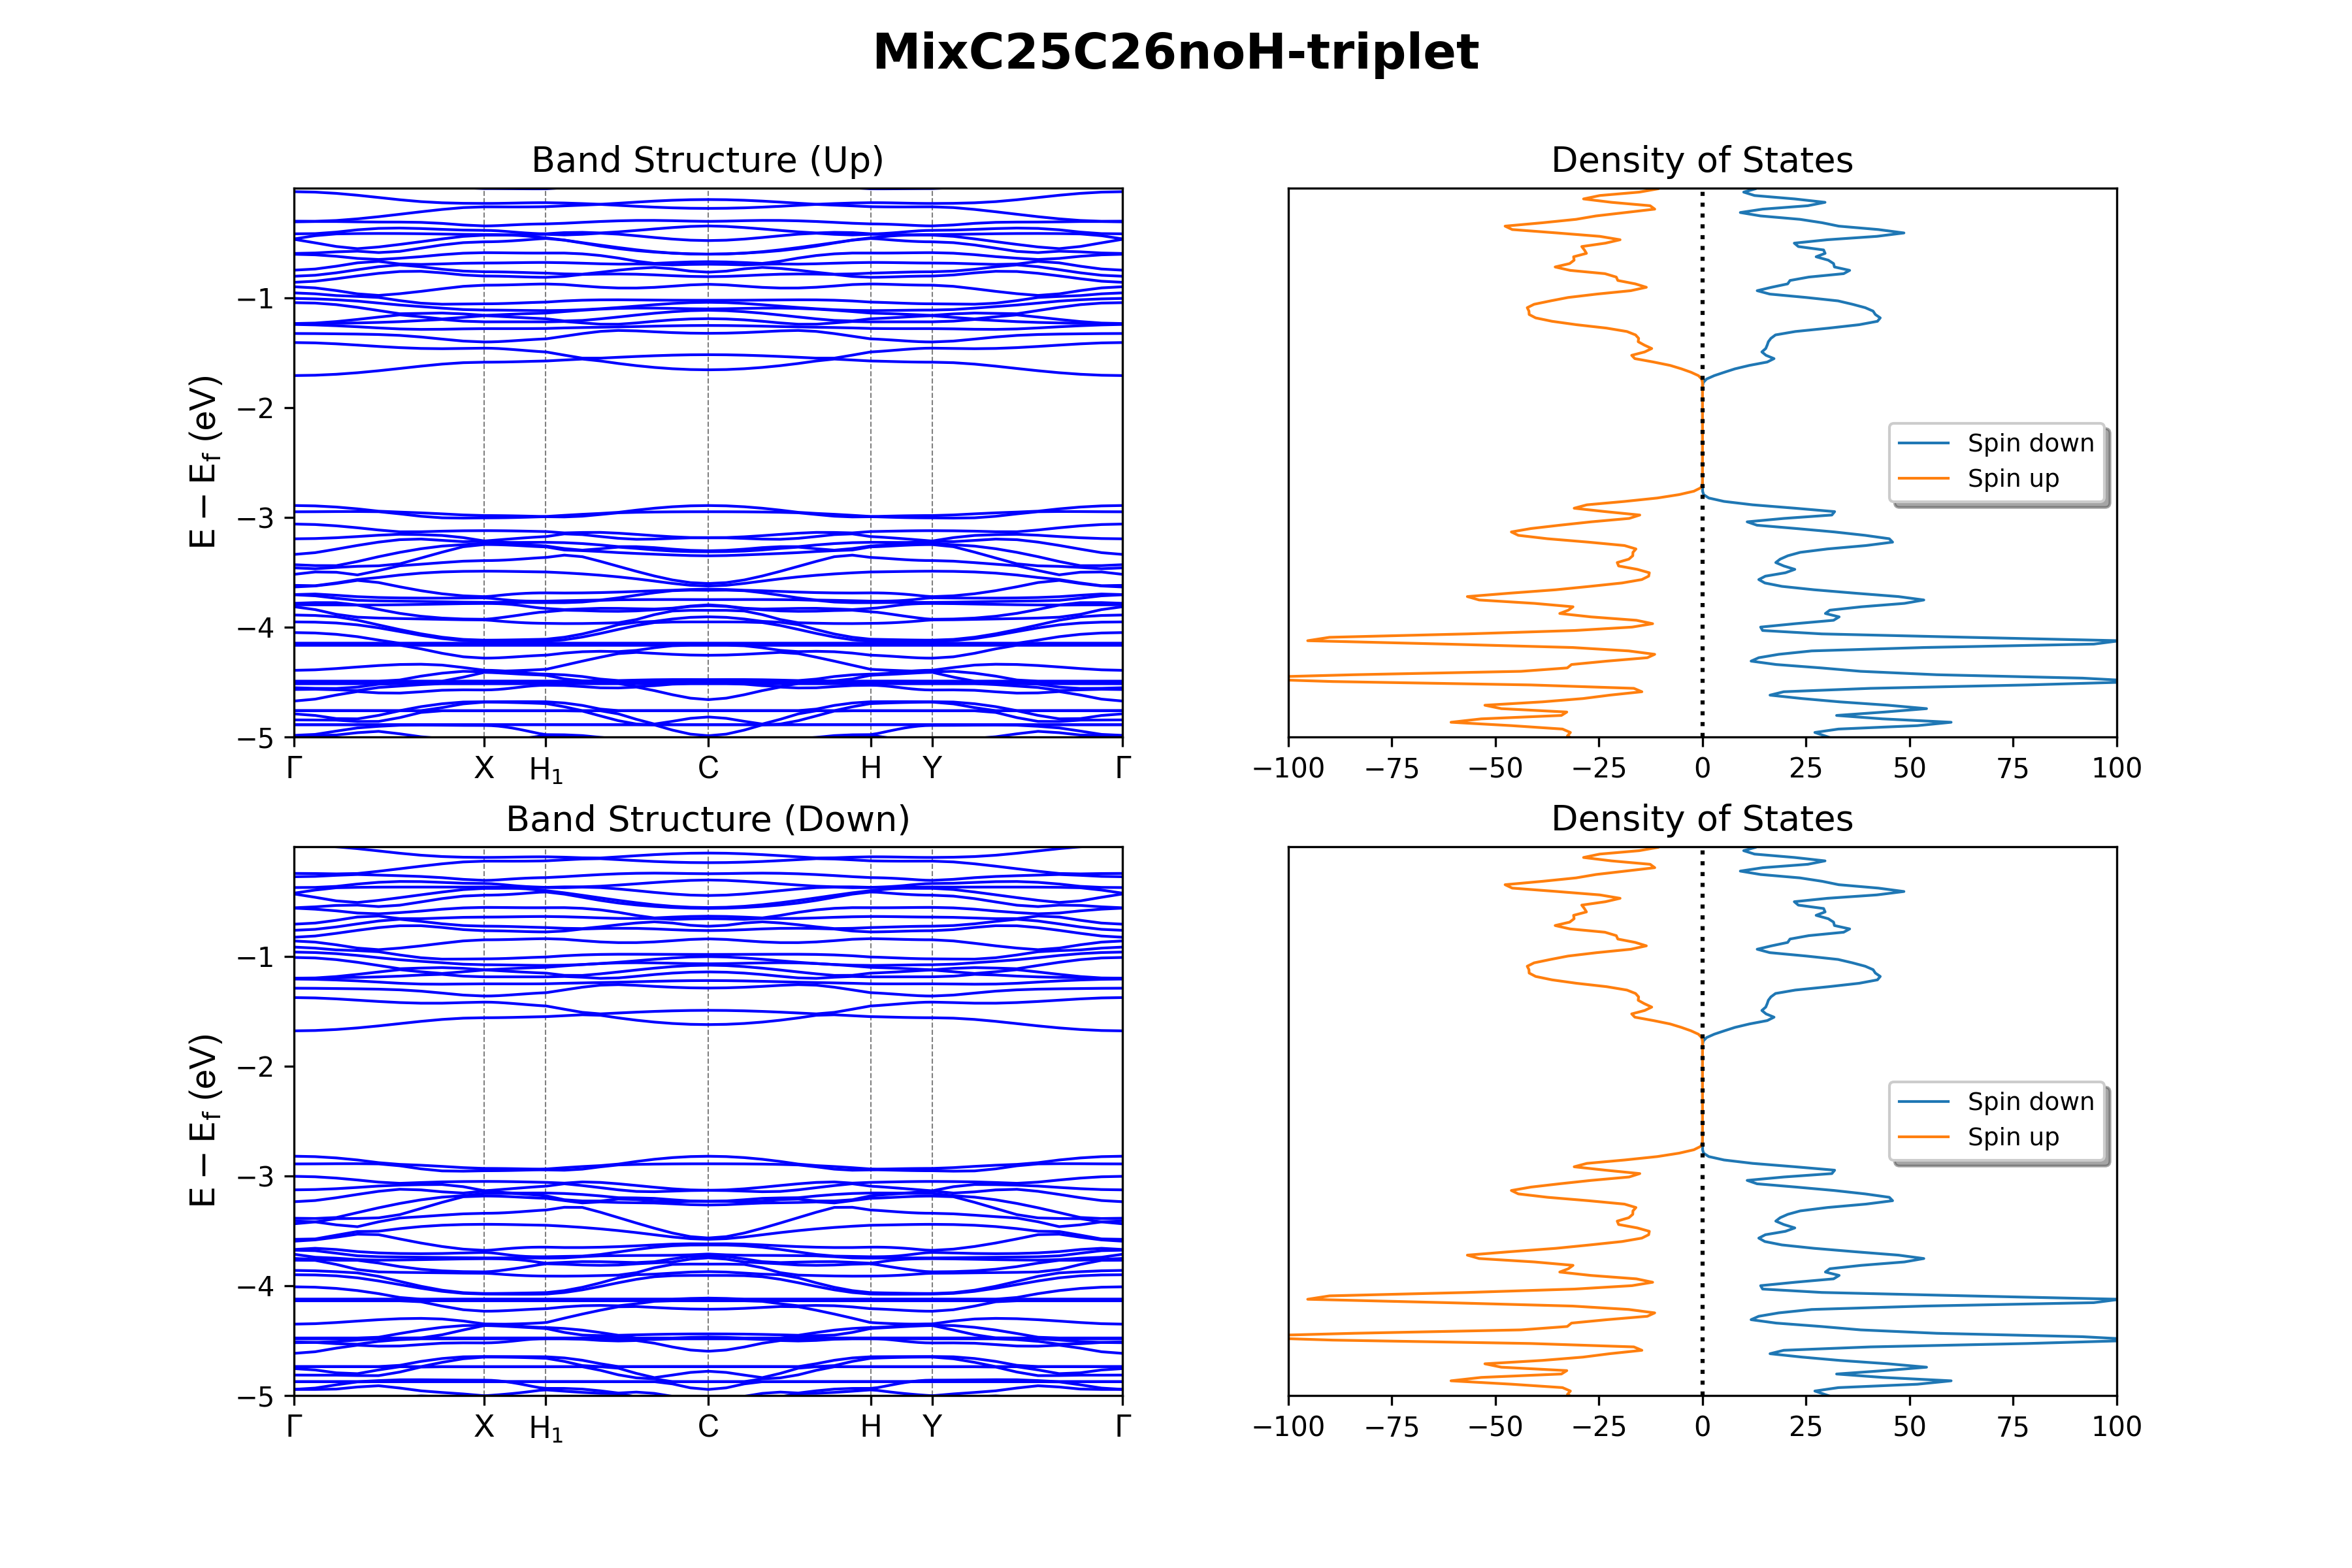 MixC25C26noH-triplet
Band Structure (Up)
Density of States
E − E_f (eV)
−1
−2
−3
−4
−5
Γ X H₁ C H Y Γ
Spin down
Spin up
−100 −75 −50 −25 0 25 50 75 100
Band Structure (Down)
Density of States
E − E_f (eV)
−1
−2
−3
−4
−5
Γ X H₁ C H Y Γ
Spin down
Spin up
−100 −75 −50 −25 0 25 50 75 100